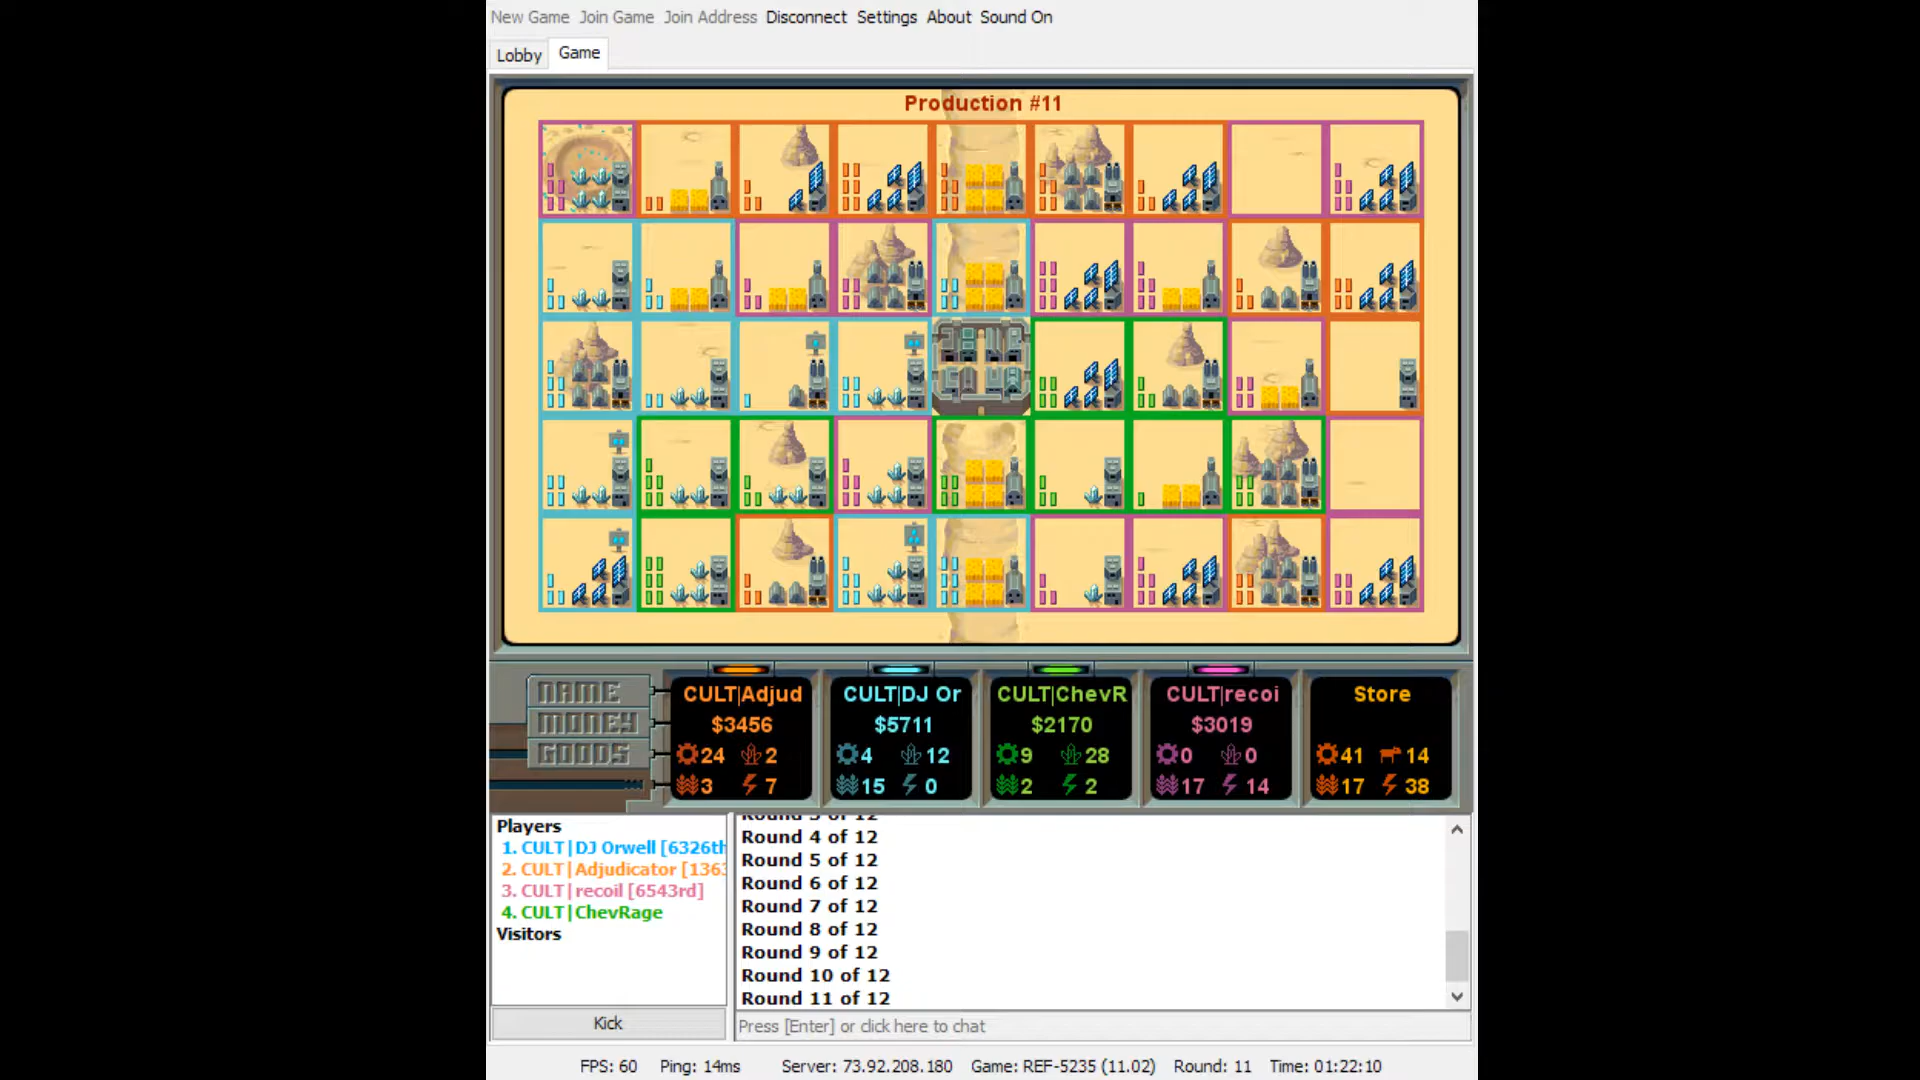 New Game Join Game Join Address Disconnect Settings About Sound On
Lobby Game
Production #11
NAME
MONEY
GOODS
CULT|Adjud
$3456
24 2
3 7
CULT|DJ Or
$5711
4 12
15 0
CULT|ChevR
$2170
9 28
2 2
CULT|recoi
$3019
0 0
17 14
Store
41 14
17 38
Players
1. CULT|DJ Orwell [6326th
2. CULT|Adjudicator [136
3. CULT|recoil [6543rd]
4. CULT|ChevRage
Visitors
Kick
Round 3 of 12
Round 4 of 12
Round 5 of 12
Round 6 of 12
Round 7 of 12
Round 8 of 12
Round 9 of 12
Round 10 of 12
Round 11 of 12
Press [Enter] or click here to chat
FPS: 60 Ping: 14ms Server: 73.92.208.180 Game: REF-5235 (11.02) Round: 11 Time: 01:22:10